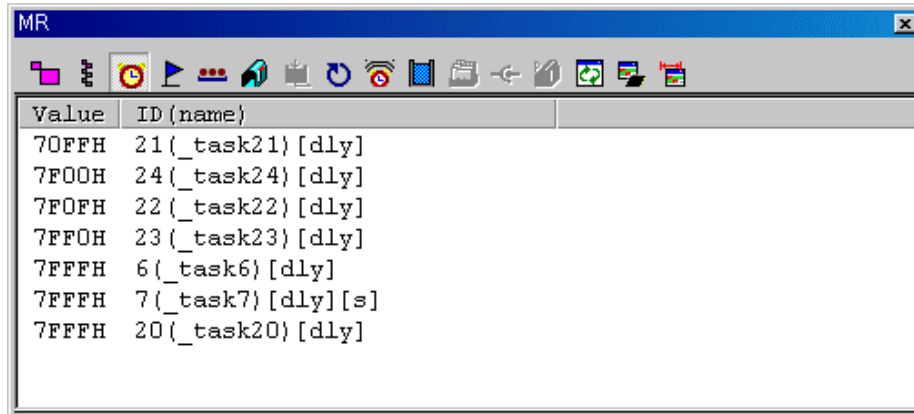 MR
Value ID(name)
70FFH 21(_task21)[dly]
7F00H 24(_task24)[dly]
7F0FH 22(_task22)[dly]
7FF0H 23(_task23)[dly]
7FFFH 6(_task6)[dly]
7FFFH 7(_task7)[dly][s]
7FFFH 20(_task20)[dly]